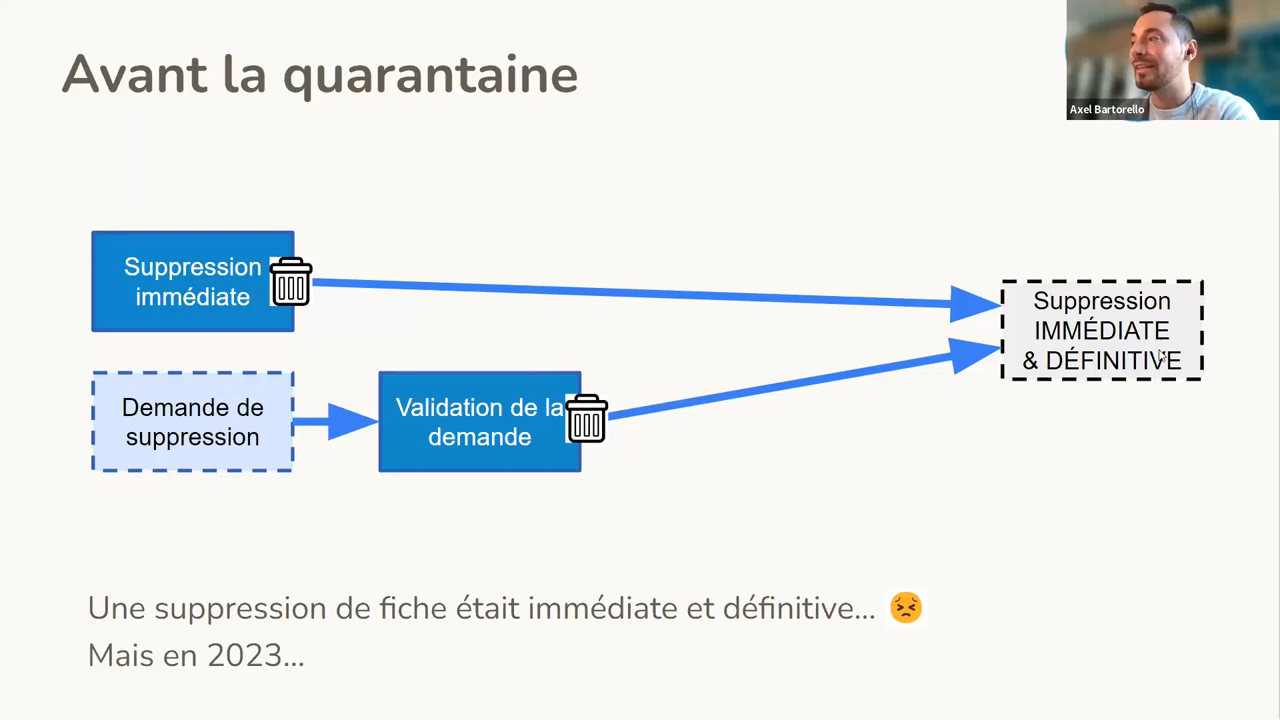 Avant la quarantaine
Axel Bartorello
Suppression
immédiate
Suppression
IMMÉDIATE
& DÉFINITIVE
Demande de
suppression
Validation de la
demande
Une suppression de fiche était immédiate et définitive... 😣
Mais en 2023...